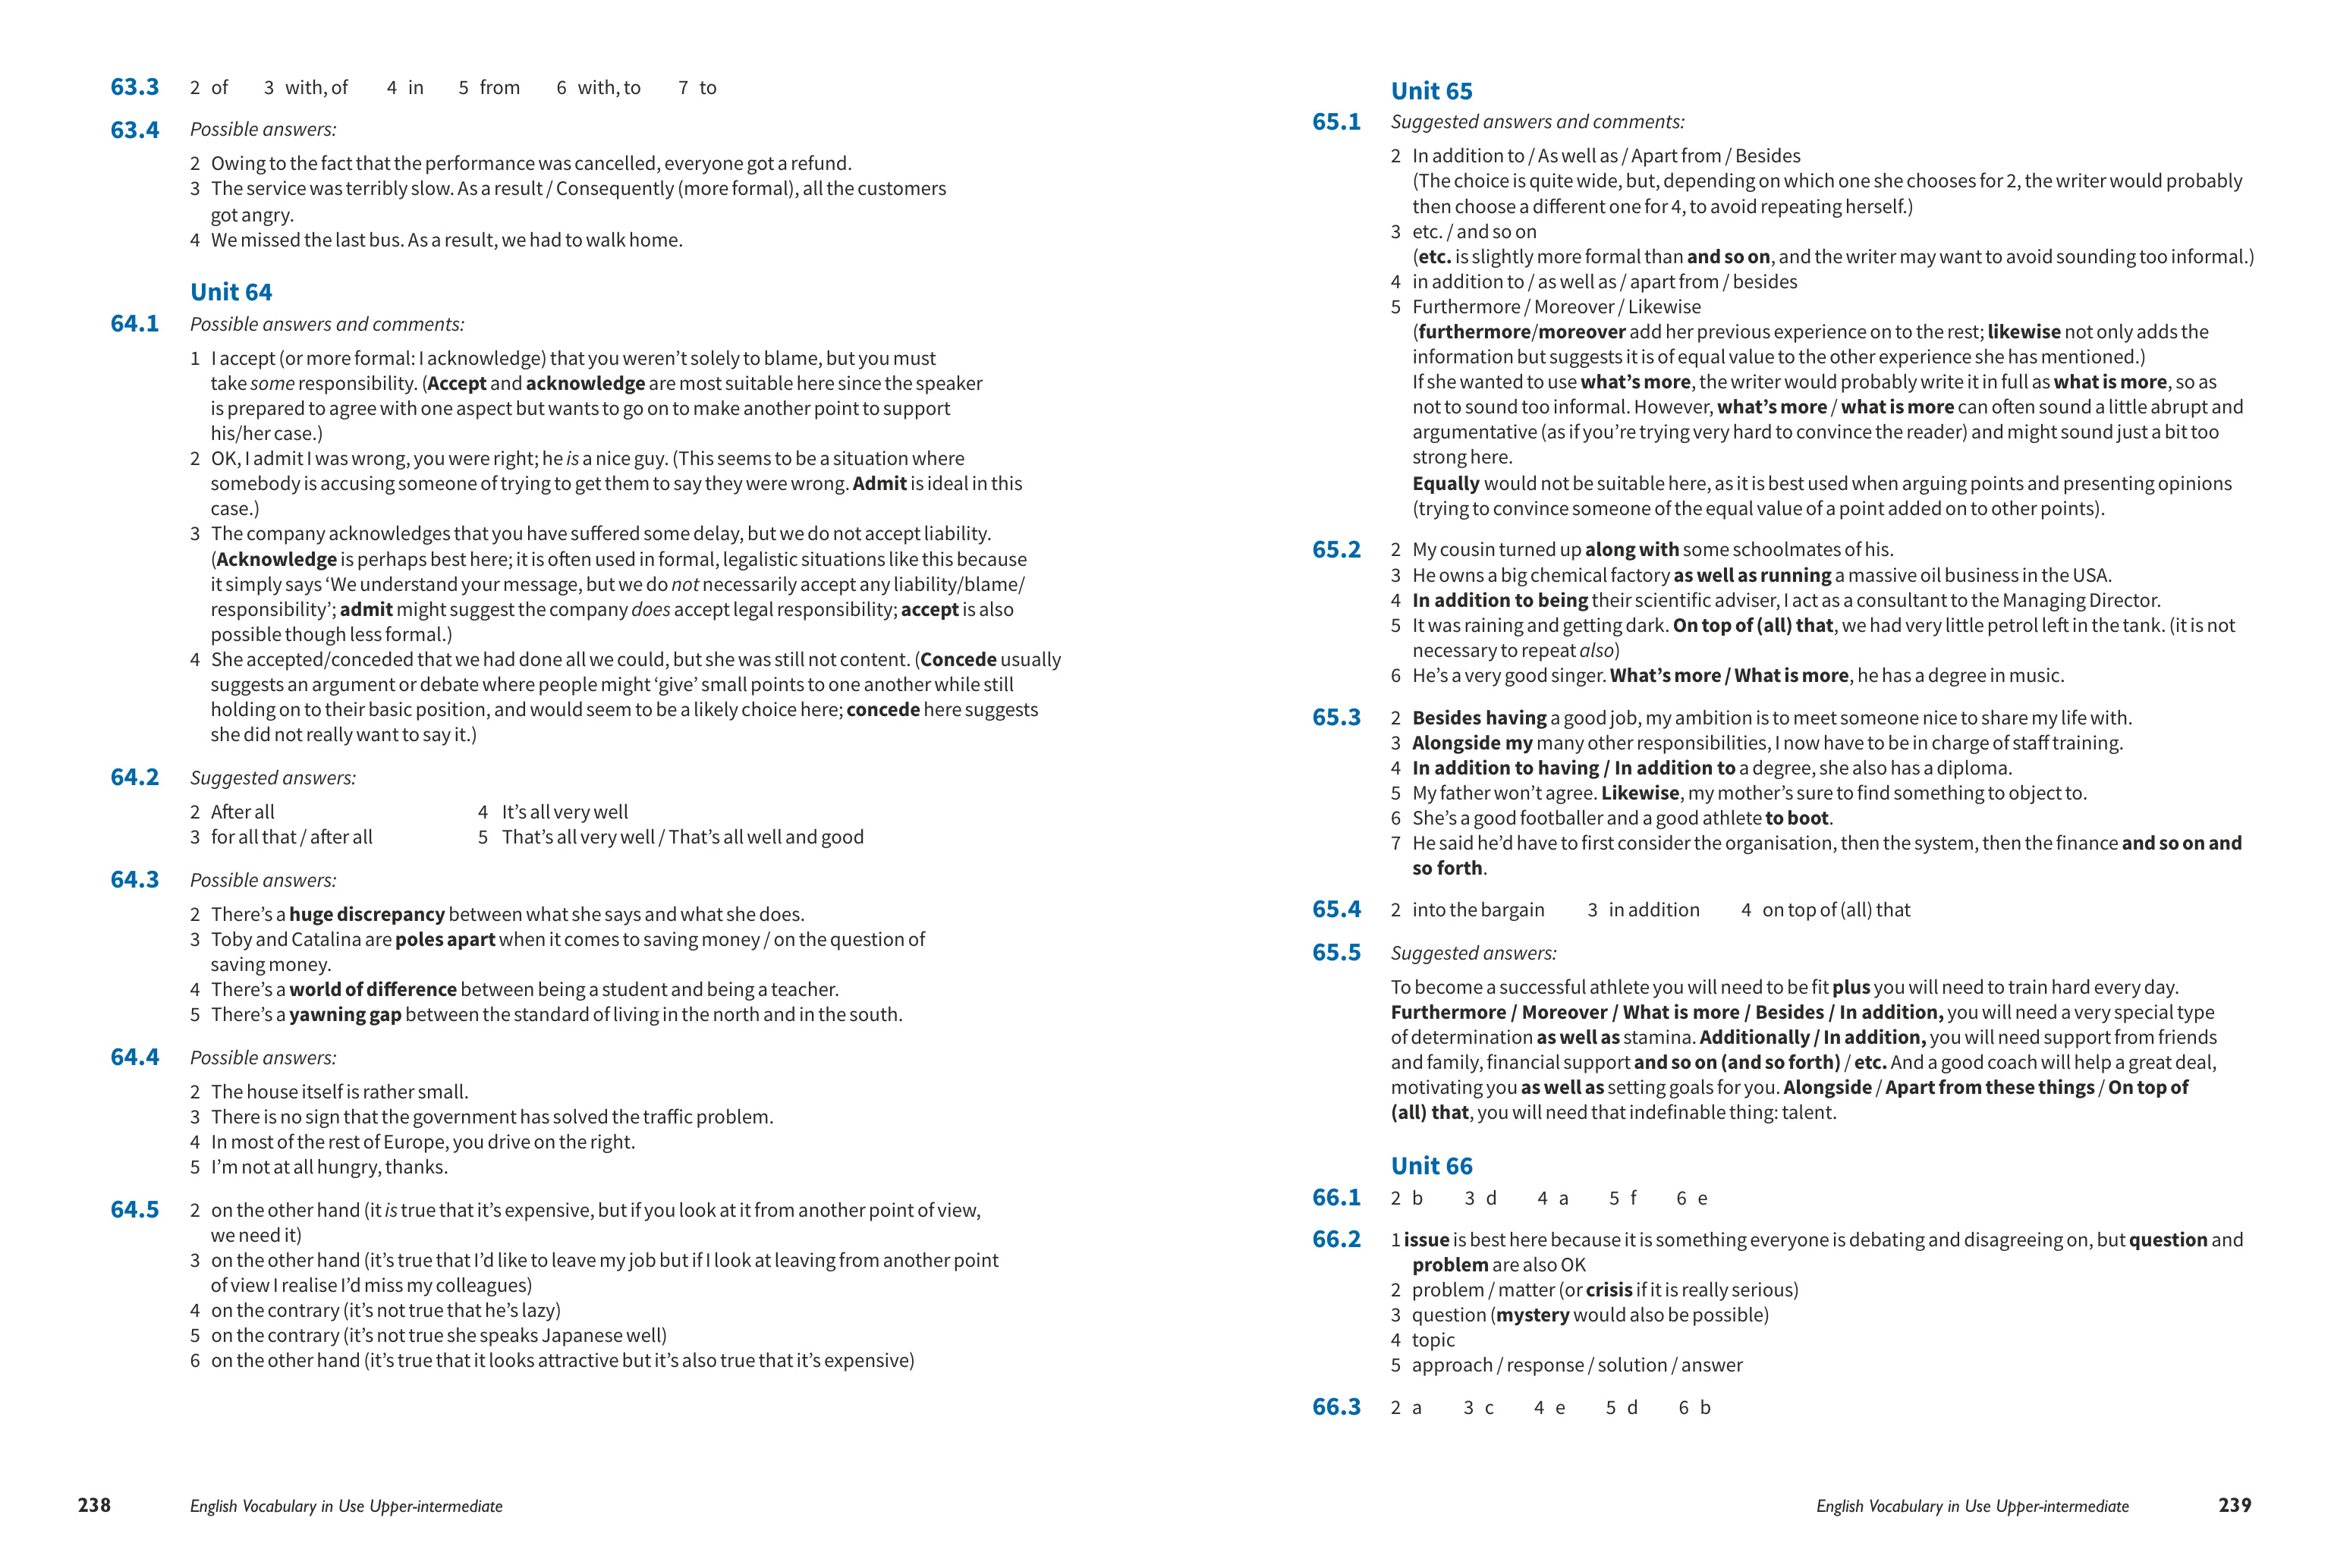 63.3 2 of 3 with, of 4 in 5 from 6 with, to 7 to
63.4 Possible answers:
2 Owing to the fact that the performance was cancelled, everyone got a refund.
3 The service was terribly slow. As a result / Consequently (more formal), all the customers
got angry.
4 We missed the last bus. As a result, we had to walk home.
Unit 64
64.1 Possible answers and comments:
1 I accept (or more formal: I acknowledge) that you weren’t solely to blame, but you must
take some responsibility. (Accept and acknowledge are most suitable here since the speaker
is prepared to agree with one aspect but wants to go on to make another point to support
his/her case.)
2 OK, I admit I was wrong, you were right; he is a nice guy. (This seems to be a situation where
somebody is accusing someone of trying to get them to say they were wrong. Admit is ideal in this
case.)
3 The company acknowledges that you have suffered some delay, but we do not accept liability.
(Acknowledge is perhaps best here; it is often used in formal, legalistic situations like this because
it simply says ‘We understand your message, but we do not necessarily accept any liability/blame/
responsibility’; admit might suggest the company does accept legal responsibility; accept is also
possible though less formal.)
4 She accepted/conceded that we had done all we could, but she was still not content. (Concede usually
suggests an argument or debate where people might ‘give’ small points to one another while still
holding on to their basic position, and would seem to be a likely choice here; concede here suggests
she did not really want to say it.)
64.2 Suggested answers:
2 After all 4 It’s all very well
3 for all that / after all 5 That’s all very well / That’s all well and good
64.3 Possible answers:
2 There’s a huge discrepancy between what she says and what she does.
3 Toby and Catalina are poles apart when it comes to saving money / on the question of
saving money.
4 There’s a world of difference between being a student and being a teacher.
5 There’s a yawning gap between the standard of living in the north and in the south.
64.4 Possible answers:
2 The house itself is rather small.
3 There is no sign that the government has solved the traffic problem.
4 In most of the rest of Europe, you drive on the right.
5 I’m not at all hungry, thanks.
64.5 2 on the other hand (it is true that it’s expensive, but if you look at it from another point of view,
we need it)
3 on the other hand (it’s true that I’d like to leave my job but if I look at leaving from another point
of view I realise I’d miss my colleagues)
4 on the contrary (it’s not true that he’s lazy)
5 on the contrary (it’s not true she speaks Japanese well)
6 on the other hand (it’s true that it looks attractive but it’s also true that it’s expensive)
238 English Vocabulary in Use Upper-intermediate
Unit 65
65.1 Suggested answers and comments:
2 In addition to / As well as / Apart from / Besides
(The choice is quite wide, but, depending on which one she chooses for 2, the writer would probably
then choose a different one for 4, to avoid repeating herself.)
3 etc. / and so on
(etc. is slightly more formal than and so on, and the writer may want to avoid sounding too informal.)
4 in addition to / as well as / apart from / besides
5 Furthermore / Moreover / Likewise
(furthermore/moreover add her previous experience on to the rest; likewise not only adds the
information but suggests it is of equal value to the other experience she has mentioned.)
If she wanted to use what’s more, the writer would probably write it in full as what is more, so as
not to sound too informal. However, what’s more / what is more can often sound a little abrupt and
argumentative (as if you’re trying very hard to convince the reader) and might sound just a bit too
strong here.
Equally would not be suitable here, as it is best used when arguing points and presenting opinions
(trying to convince someone of the equal value of a point added on to other points).
65.2 2 My cousin turned up along with some schoolmates of his.
3 He owns a big chemical factory as well as running a massive oil business in the USA.
4 In addition to being their scientific adviser, I act as a consultant to the Managing Director.
5 It was raining and getting dark. On top of (all) that, we had very little petrol left in the tank. (it is not
necessary to repeat also)
6 He’s a very good singer. What’s more / What is more, he has a degree in music.
65.3 2 Besides having a good job, my ambition is to meet someone nice to share my life with.
3 Alongside my many other responsibilities, I now have to be in charge of staff training.
4 In addition to having / In addition to a degree, she also has a diploma.
5 My father won’t agree. Likewise, my mother’s sure to find something to object to.
6 She’s a good footballer and a good athlete to boot.
7 He said he’d have to first consider the organisation, then the system, then the finance and so on and
so forth.
65.4 2 into the bargain 3 in addition 4 on top of (all) that
65.5 Suggested answers:
To become a successful athlete you will need to be fit plus you will need to train hard every day.
Furthermore / Moreover / What is more / Besides / In addition, you will need a very special type
of determination as well as stamina. Additionally / In addition, you will need support from friends
and family, financial support and so on (and so forth) / etc. And a good coach will help a great deal,
motivating you as well as setting goals for you. Alongside / Apart from these things / On top of
(all) that, you will need that indefinable thing: talent.
Unit 66
66.1 2 b 3 d 4 a 5 f 6 e
66.2 1 issue is best here because it is something everyone is debating and disagreeing on, but question and
problem are also OK
2 problem / matter (or crisis if it is really serious)
3 question (mystery would also be possible)
4 topic
5 approach / response / solution / answer
66.3 2 a 3 c 4 e 5 d 6 b
English Vocabulary in Use Upper-intermediate 239